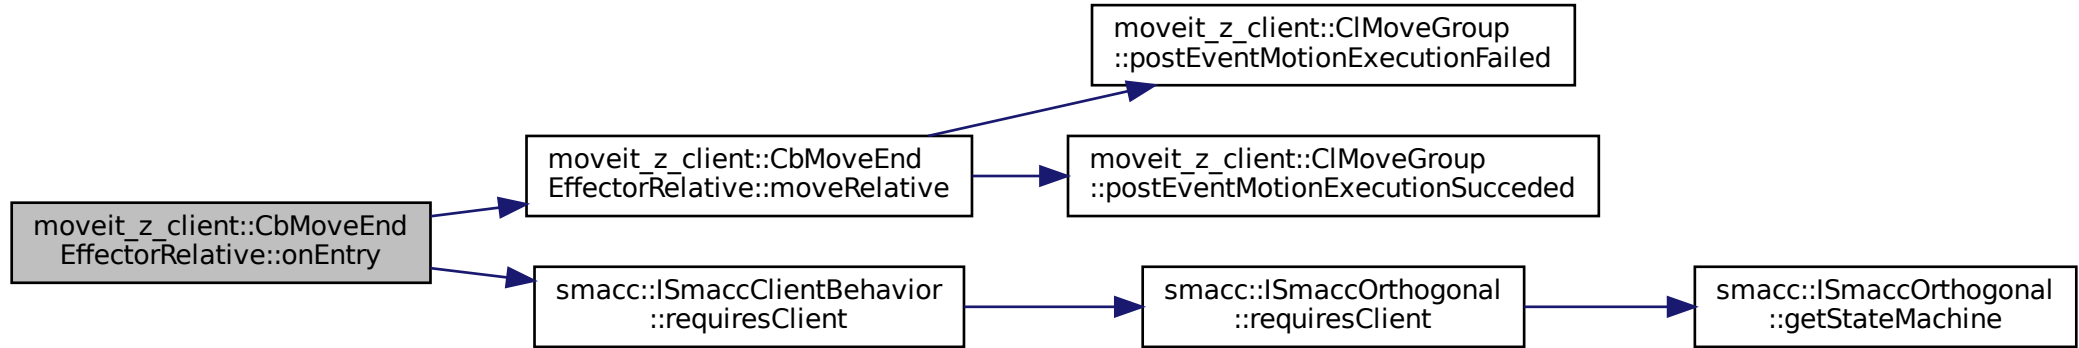 moveit_z_client::ClMoveGroup
::postEventMotionExecutionFailed
moveit_z_client::CbMoveEnd
EffectorRelative::moveRelative
moveit_z_client::ClMoveGroup
::postEventMotionExecutionSucceded
moveit_z_client::CbMoveEnd
EffectorRelative::onEntry
smacc::ISmaccClientBehavior
::requiresClient
smacc::ISmaccOrthogonal
::requiresClient
smacc::ISmaccOrthogonal
::getStateMachine